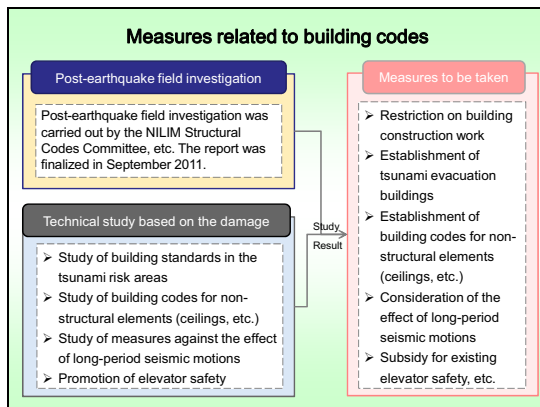 Measures related to building codes
Post-earthquake field investigation
Post-earthquake field investigation was
carried out by the NILIM Structural
Codes Committee, etc. The report was
finalized in September 2011.
Technical study based on the damage
➢ Study of building standards in the
tsunami risk areas
➢ Study of building codes for non-
structural elements (ceilings, etc.)
➢ Study of measures against the effect
of long-period seismic motions
➢ Promotion of elevator safety
Study
Result
Measures to be taken
➢ Restriction on building
construction work
➢ Establishment of
tsunami evacuation
buildings
➢ Establishment of
building codes for non-
structural elements
(ceilings, etc.)
➢ Consideration of the
effect of long-period
seismic motions
➢ Subsidy for existing
elevator safety, etc.